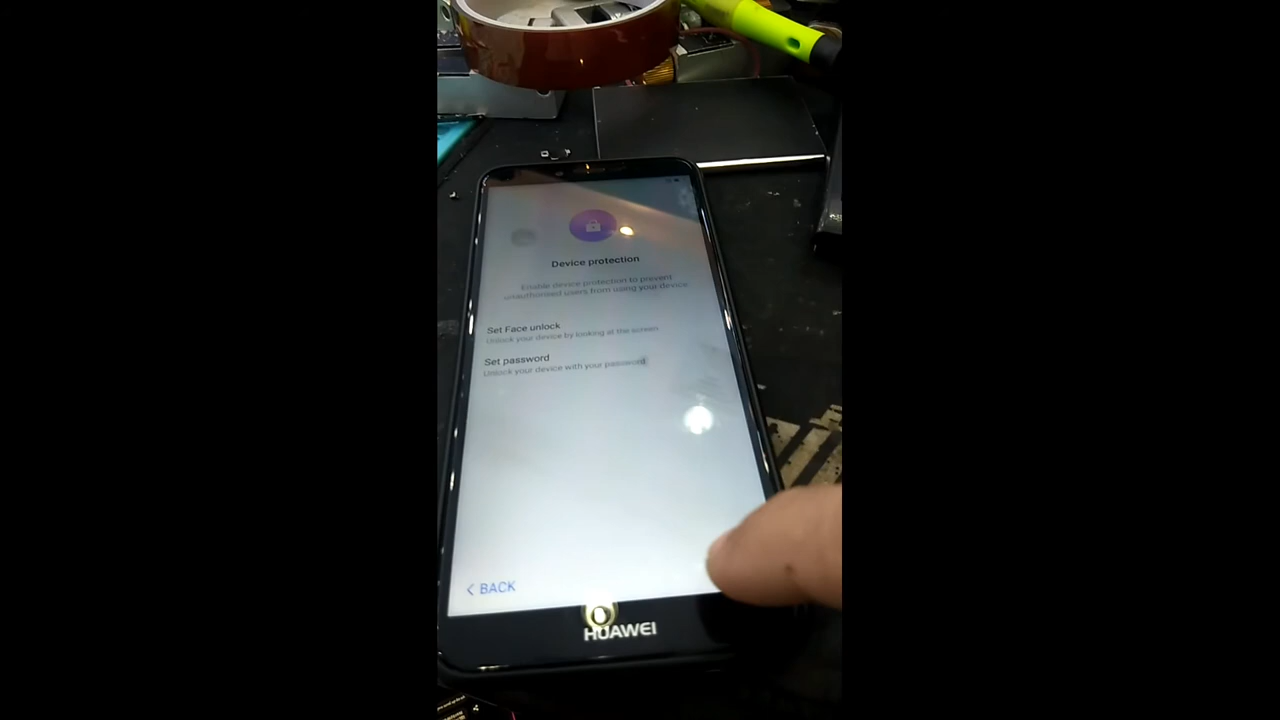 Device protection
Enable device protection to prevent
unauthorised users from using your device.
Set Face unlock
Unlock your device by looking at the screen
Set password
Unlock your device with your password
< BACK
HUAWEI